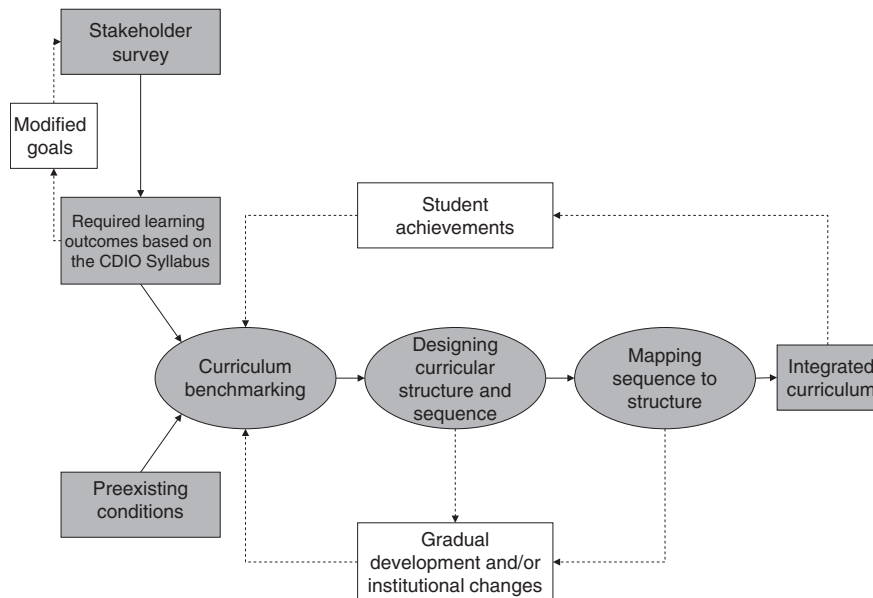 Stakeholder
survey
Modified
goals
Required learning
outcomes based on
the CDIO Syllabus
Student
achievements
Curriculum
benchmarking
Designing
curricular
structure and
sequence
Mapping
sequence to
structure
Integrated
curriculum
Preexisting
conditions
Gradual
development and/or
institutional changes